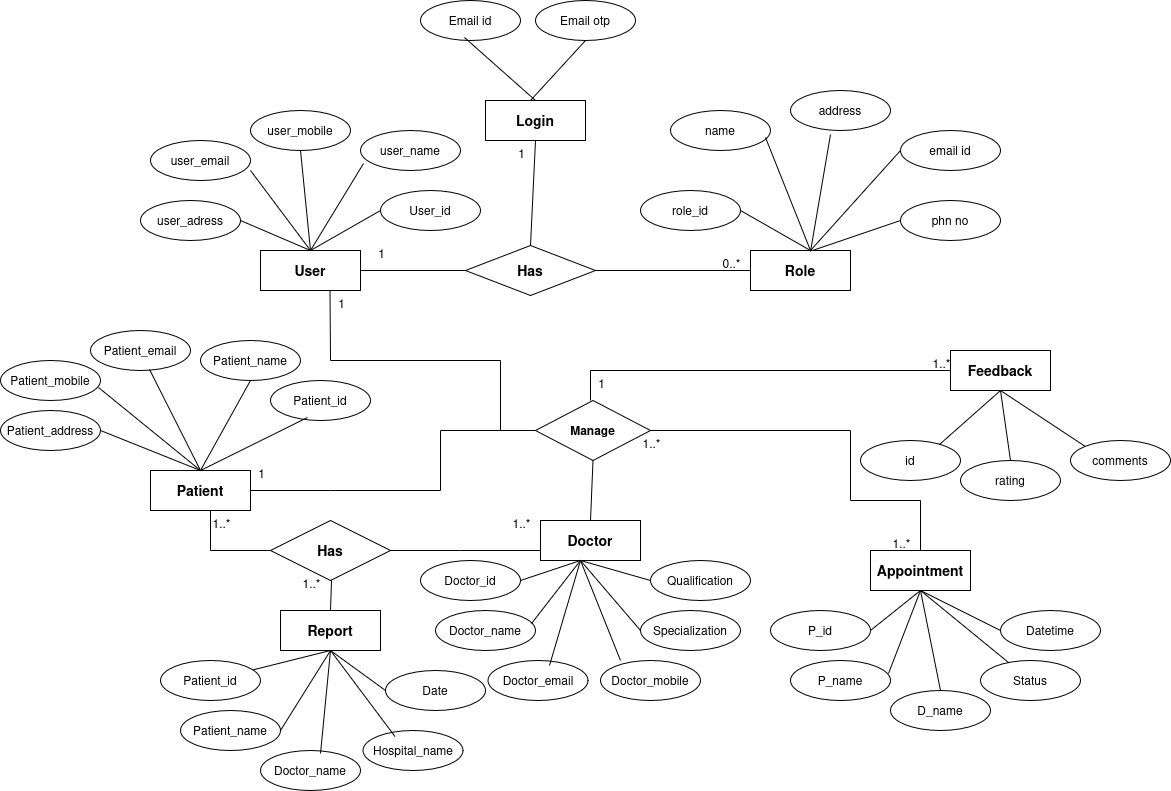 Email id
Email otp
Login
1
user_mobile
user_email
user_name
user_adress
User_id
name
address
email id
role_id
phn no
User
1
Has
0..*
Role
1
Patient_email
Patient_mobile
Patient_name
Patient_address
Patient_id
1..*
Feedback
1
Manage
1..*
id
rating
comments
Patient
1
1..*
Has
1..*
Doctor
1..*
1..*
Appointment
Doctor_id
Qualification
Doctor_name
Specialization
Doctor_email
Doctor_mobile
Report
Patient_id
Date
Patient_name
Hospital_name
Doctor_name
P_id
Datetime
P_name
Status
D_name